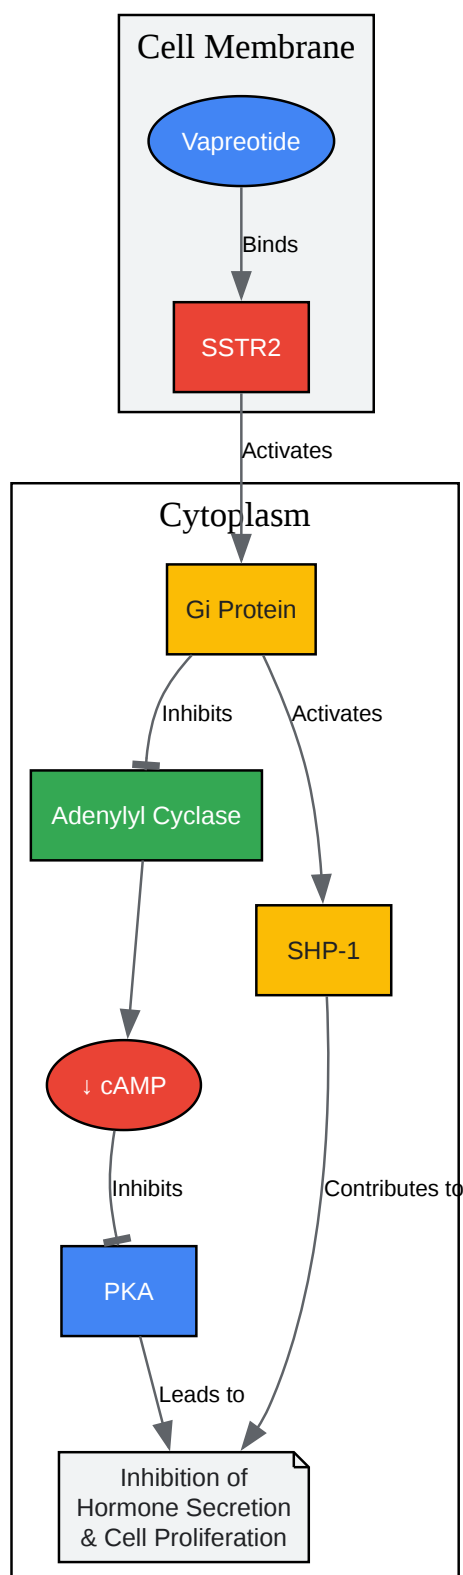 Cell Membrane
Vapreotide
Binds
SSTR2
Activates
Cytoplasm
Gi Protein
Inhibits
Activates
Adenylyl Cyclase
SHP-1
↓ cAMP
Inhibits
Contributes to
PKA
Leads to
Inhibition of
Hormone Secretion
& Cell Proliferation